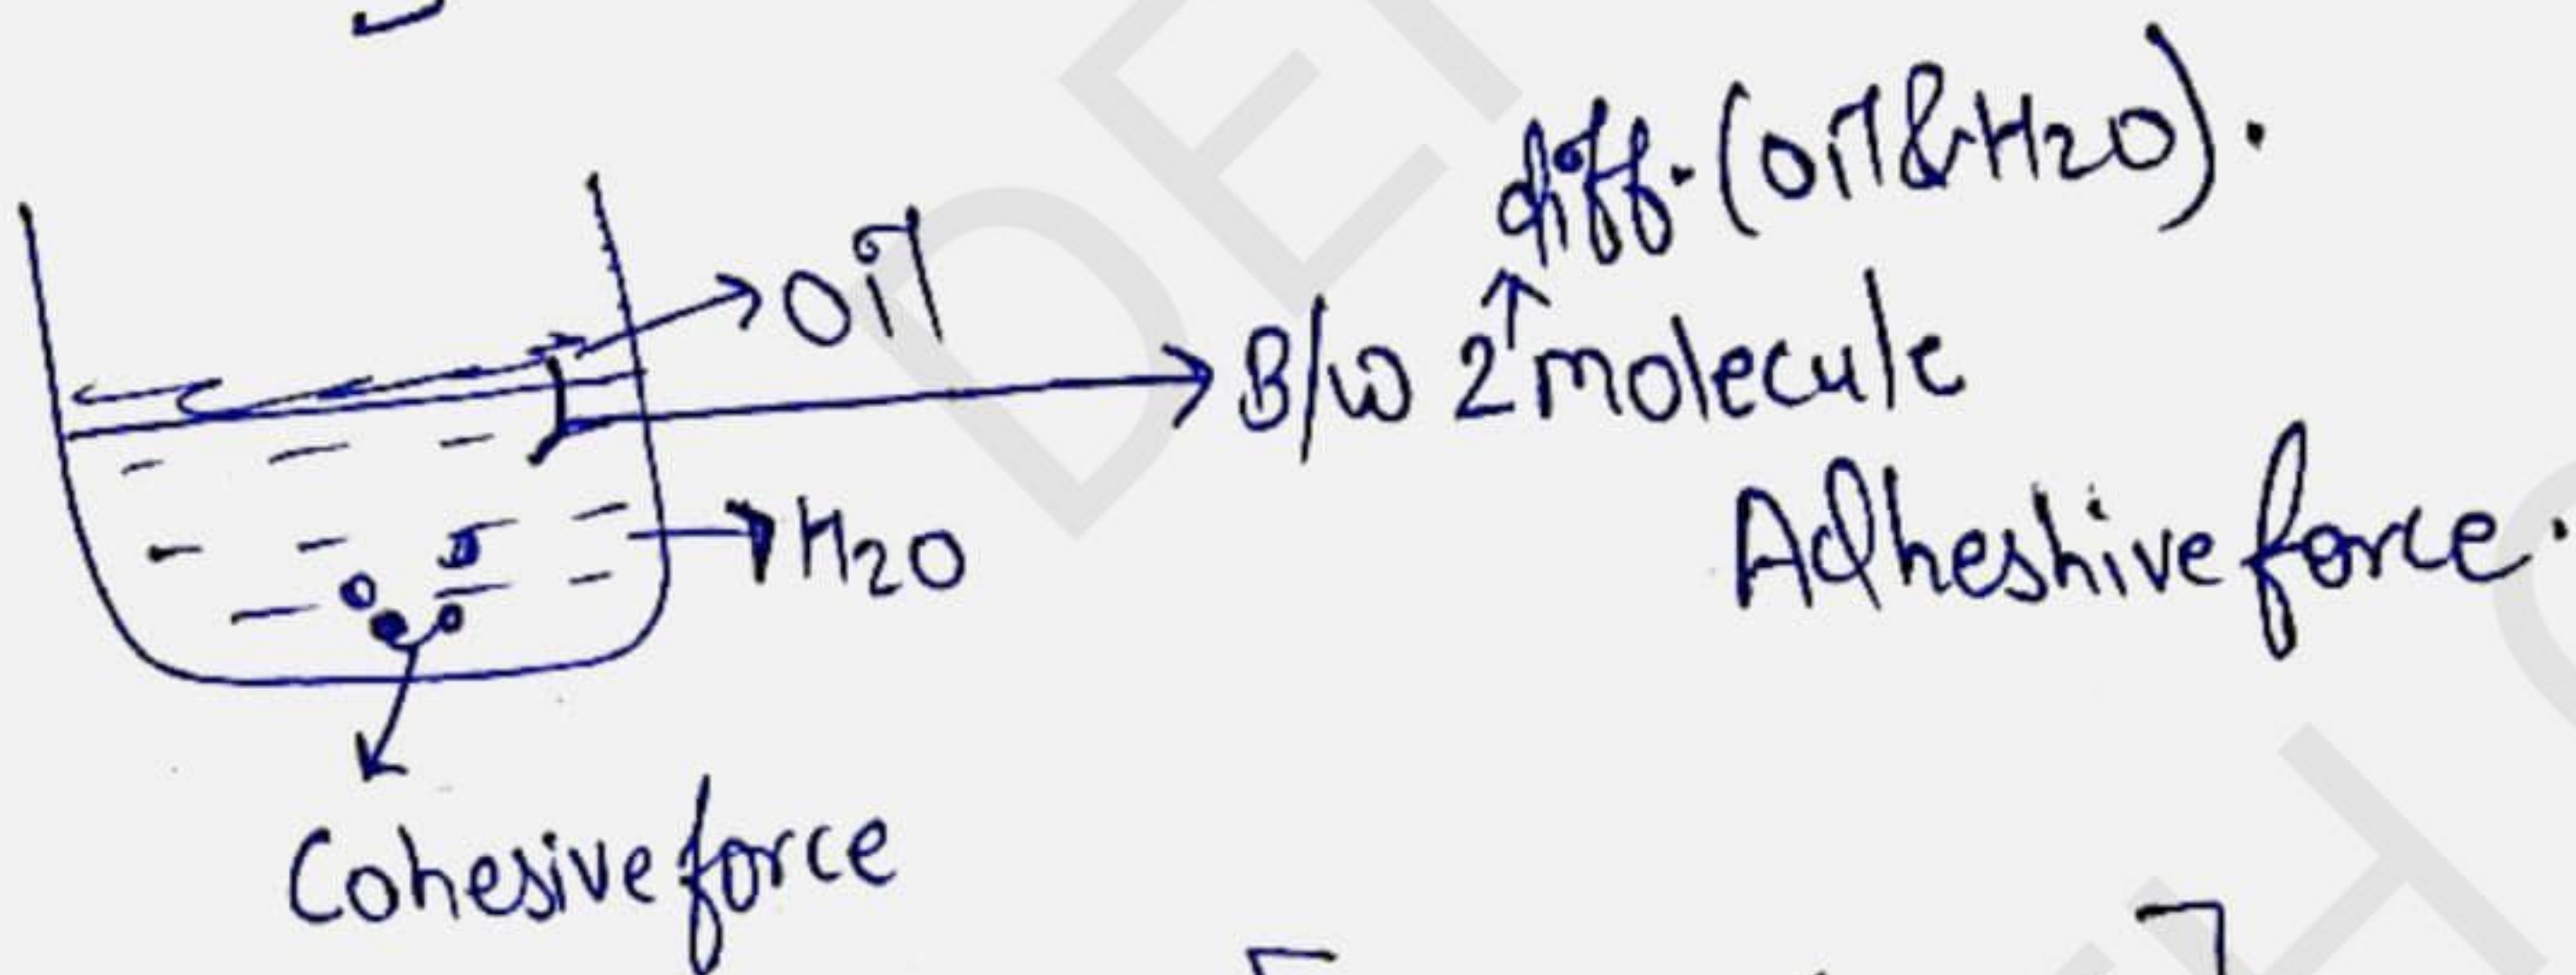 diff. (oil & H2O).
Oil
B/w 2 molecule
Adheshive force.
H2O
Cohesive force